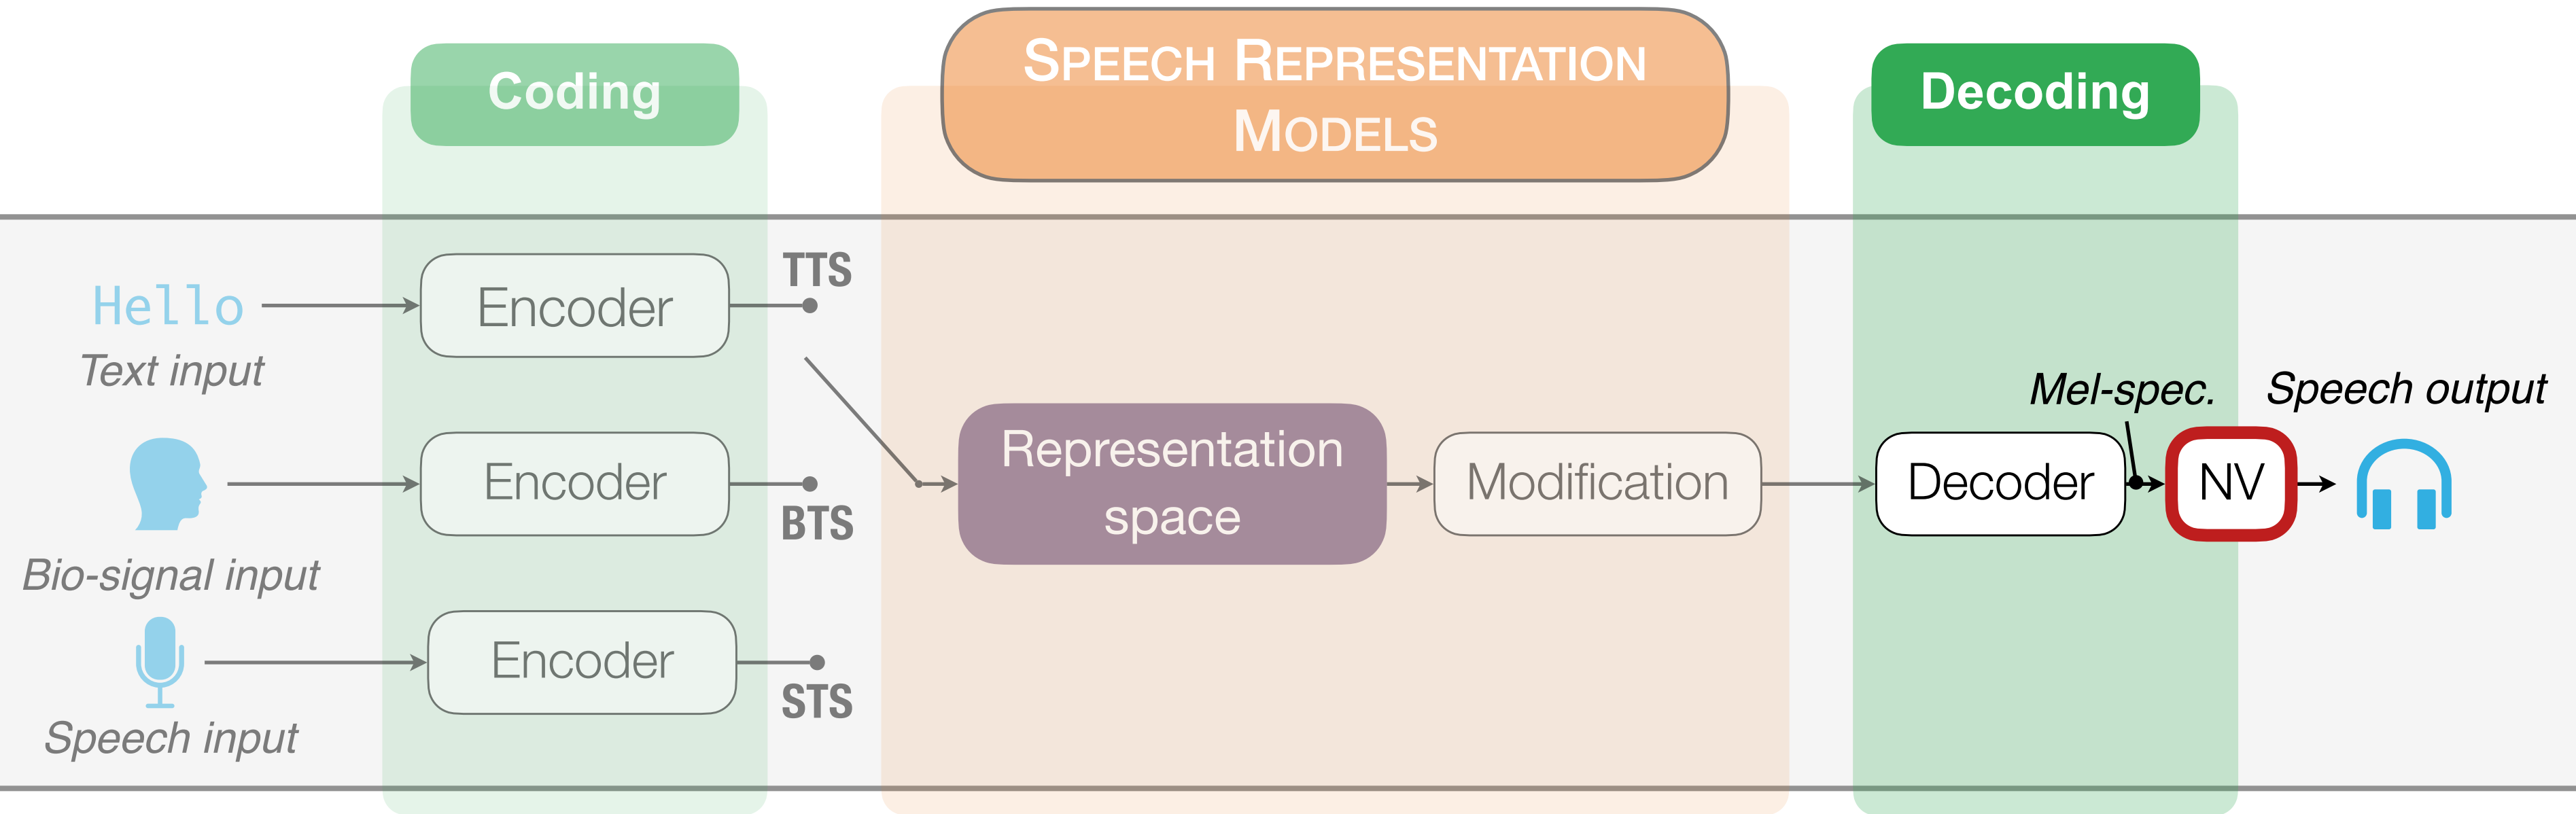 Coding
SPEECH REPRESENTATION
MODELS
Decoding
Hello
Text input
Encoder
TTS
Bio-signal input
Encoder
BTS
Speech input
Encoder
STS
Representation
space
Modification
Decoder
Mel-spec.
NV
Speech output